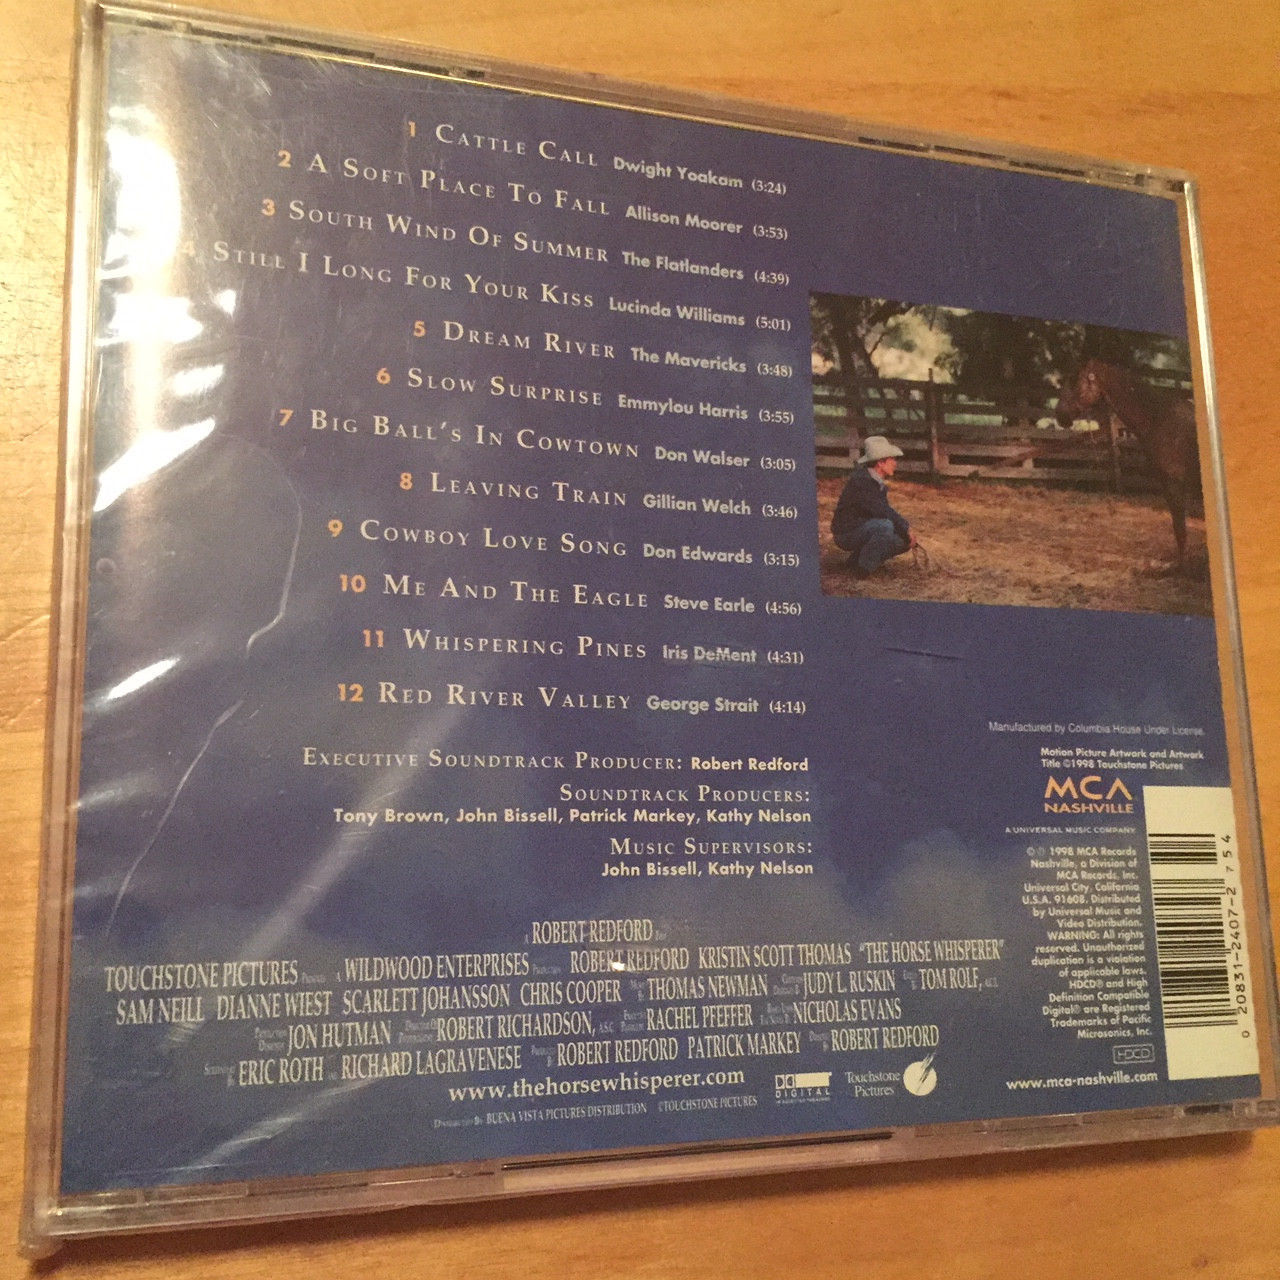 1 CATTLE CALL Dwight Yoakam (3:24)
2 A SOFT PLACE TO FALL Allison Moorer (3:53)
3 SOUTH WIND OF SUMMER The Flatlanders (4:39)
4 STILL I LONG FOR YOUR KISS Lucinda Williams (5:01)
5 DREAM RIVER The Mavericks (3:48)
6 SLOW SURPRISE Emmylou Harris (3:55)
7 BIG BALL'S IN COWTOWN Don Walser (3:05)
8 LEAVING TRAIN Gillian Welch (3:46)
9 COWBOY LOVE SONG Don Edwards (3:15)
10 ME AND THE EAGLE Steve Earle (4:56)
11 WHISPERING PINES Iris DeMent (4:31)
12 RED RIVER VALLEY George Strait (4:14)
EXECUTIVE SOUNDTRACK PRODUCER: Robert Redford
SOUNDTRACK PRODUCERS:
Tony Brown, John Bissell, Patrick Markey, Kathy Nelson
MUSIC SUPERVISORS:
John Bissell, Kathy Nelson
A ROBERT REDFORD
TOUCHSTONE PICTURES A WILDWOOD ENTERPRISES ROBERT REDFORD KRISTIN SCOTT THOMAS "THE HORSE WHISPERER"
SAM NEILL DIANNE WIEST SCARLETT JOHANSSON CHRIS COOPER THOMAS NEWMAN JUDY L. RUSKIN TOM ROLF, A.C.E.
JON HUTMAN ROBERT RICHARDSON, A.S.C. RACHEL PFEFFER NICHOLAS EVANS
ERIC ROTH AND RICHARD LAGRAVENESE ROBERT REDFORD PATRICK MARKEY ROBERT REDFORD
www.thehorsewhisperer.com
DOLBY DIGITAL
Touchstone Pictures
DISTRIBUTED BY BUENA VISTA PICTURES DISTRIBUTION ©TOUCHSTONE PICTURES
Manufactured by Columbia House Under License.
Motion Picture Artwork and Artwork
Title ©1998 Touchstone Pictures
MCA
NASHVILLE
A UNIVERSAL MUSIC COMPANY
© ℗ 1998 MCA Records
Nashville, a Division of
MCA Records, Inc.
Universal City, California
U.S.A. 91608. Distributed
by Universal Music and
Video Distribution.
WARNING: All rights
reserved. Unauthorized
duplication is a violation
of applicable laws.
HDCD® and High
Definition Compatible
Digital® are Registered
Trademarks of Pacific
Microsonics, Inc.
HDCD
www.mca-nashville.com
0 20831-2407-2 7 54